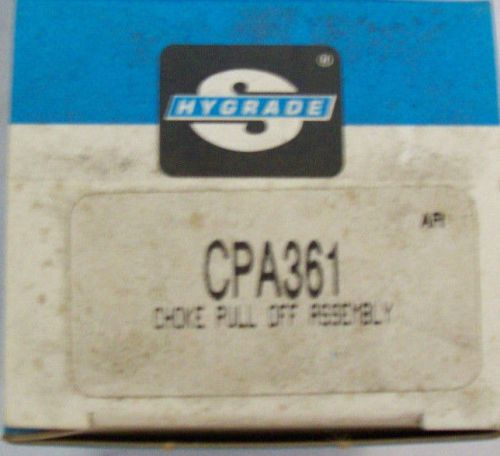 S
HYGRADE
®
API
CPA361
CHOKE PULL OFF ASSEMBLY